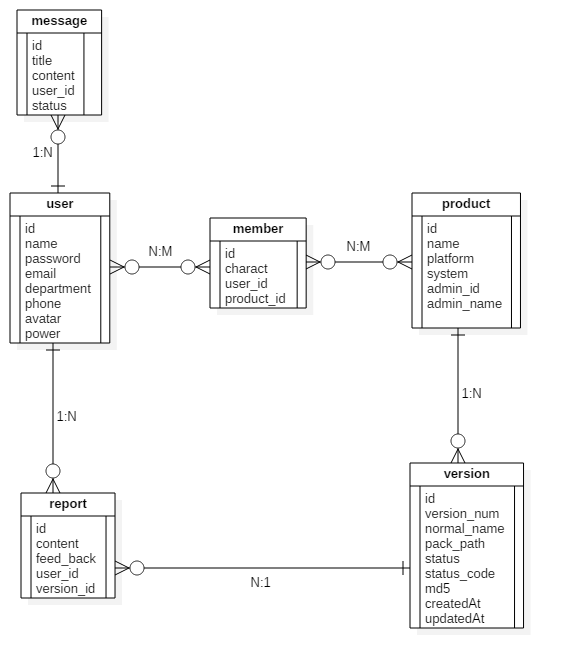 message
id
title
content
user_id
status
1:N
user
id
name
password
email
department
phone
avatar
power
N:M
member
id
charact
user_id
product_id
N:M
product
id
name
platform
system
admin_id
admin_name
1:N
1:N
report
id
content
feed_back
user_id
version_id
N:1
version
id
version_num
normal_name
pack_path
status
status_code
md5
createdAt
updatedAt